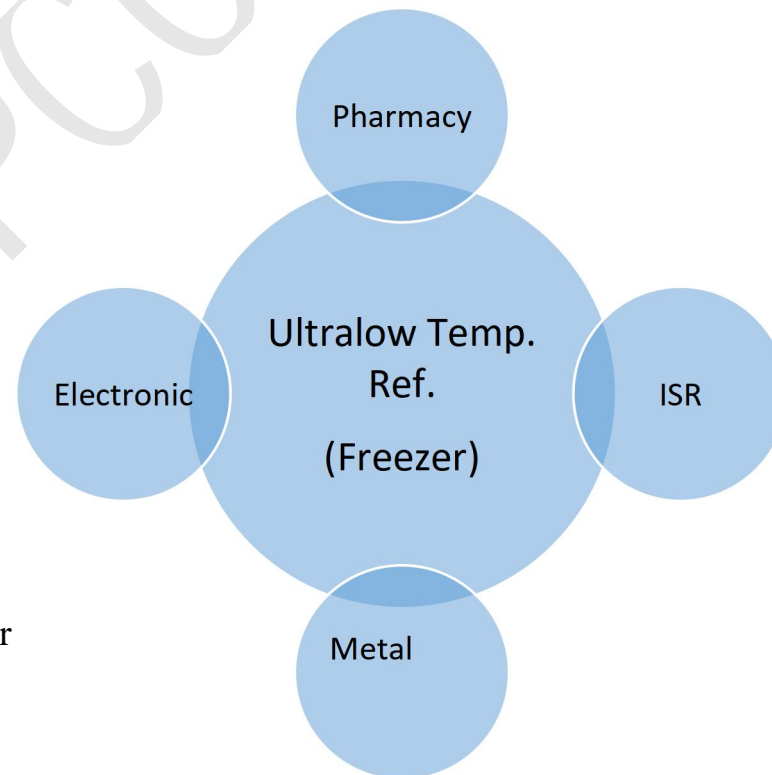 Pharmacy
Ultralow Temp.
Ref.
(Freezer)
Electronic
ISR
Metal
r